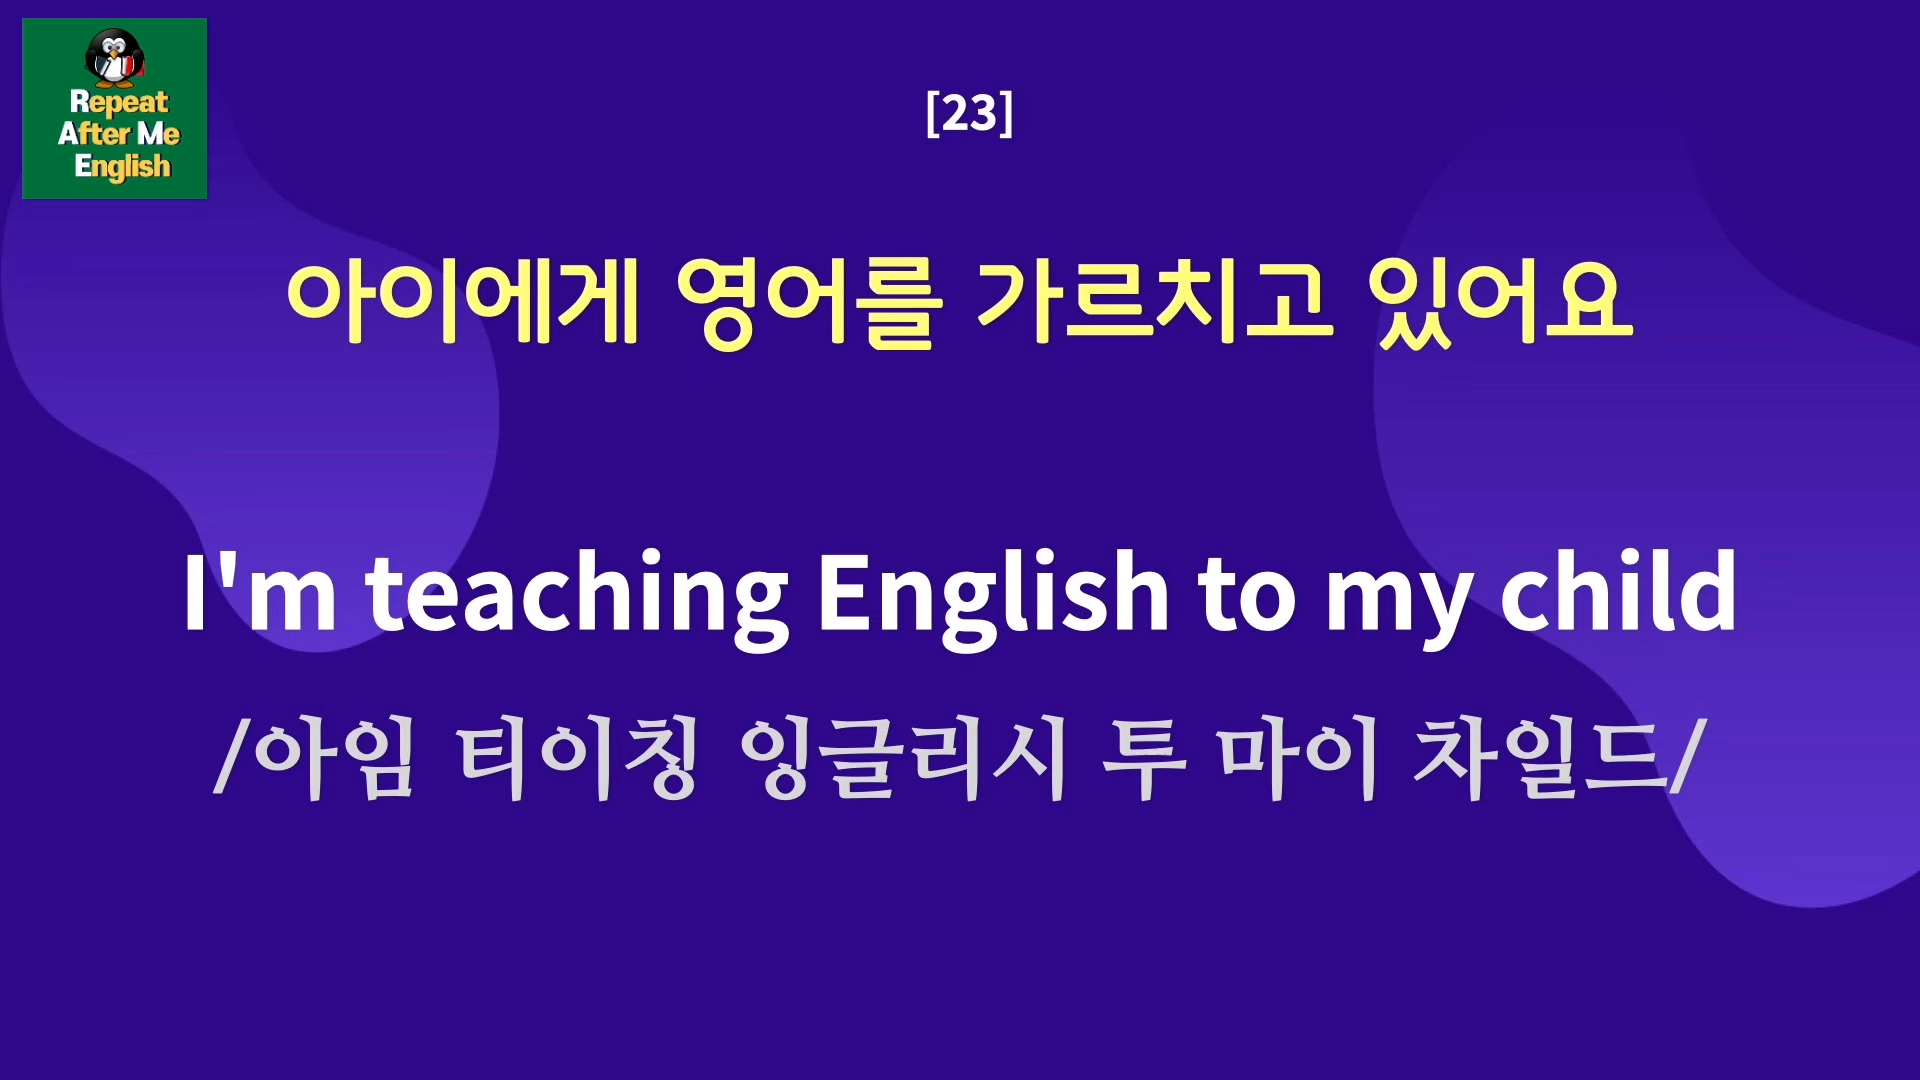 Repeat
After Me
English
[23]
아이에게 영어를 가르치고 있어요
I'm teaching English to my child
/아임 티이칭 잉글리시 투 마이 차일드/